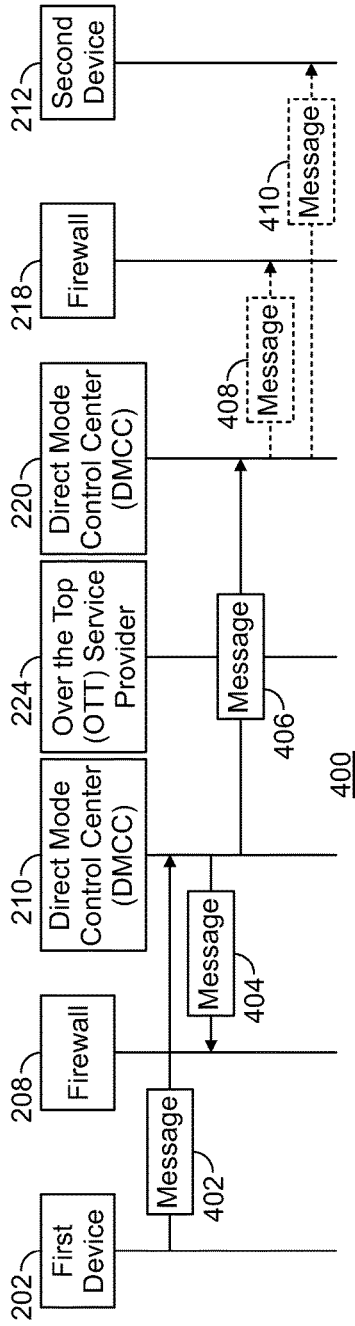 202
First
Device
208
Firewall
210
Direct Mode
Control Center
(DMCC)
224
Over the Top
(OTT) Service
Provider
220
Direct Mode
Control Center
(DMCC)
218
Firewall
212
Second
Device
Message
402
Message
404
Message
406
408
Message
410
Message
400